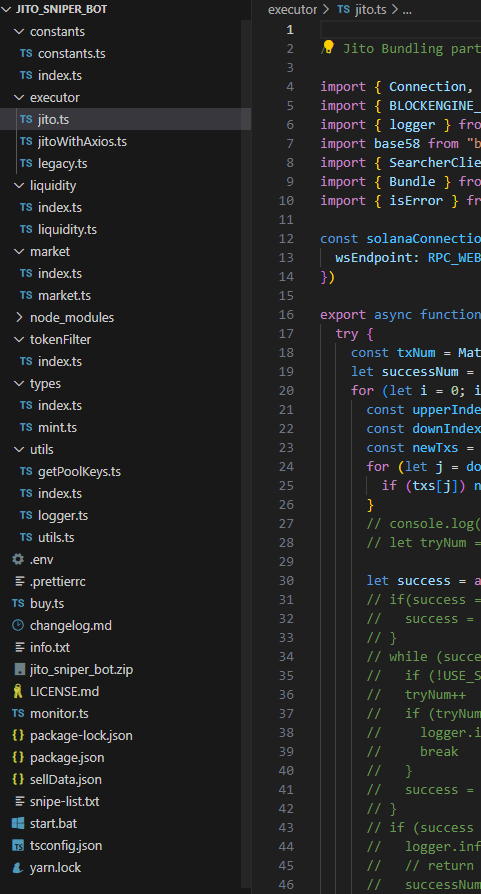 JITO_SNIPER_BOT
constants
TS constants.ts
TS index.ts
executor
TS jito.ts
TS jitoWithAxios.ts
TS legacy.ts
liquidity
TS index.ts
TS liquidity.ts
market
TS index.ts
TS market.ts
node_modules
tokenFilter
TS index.ts
types
TS index.ts
TS mint.ts
utils
TS getPoolKeys.ts
TS index.ts
TS logger.ts
TS utils.ts
.env
.prettierrc
TS buy.ts
changelog.md
info.txt
jito_sniper_bot.zip
LICENSE.md
TS monitor.ts
{} package-lock.json
{} package.json
{} sellData.json
snipe-list.txt
start.bat
tsconfig.json
yarn.lock
executor > TS jito.ts > ...
1
2 // Jito Bundling part
3
4 import { Connection,
5 import { BLOCKENGINE_
6 import { logger } fro
7 import base58 from "b
8 import { SearcherClie
9 import { Bundle } fro
10 import { isError } fr
11
12 const solanaConnectio
13 wsEndpoint: RPC_WEB
14 })
15
16 export async function
17 try {
18 const txNum = Mat
19 let successNum =
20 for (let i = 0; i
21 const upperInde
22 const downIndex
23 const newTxs =
24 for (let j = do
25 if (txs[j]) n
26 }
27 // console.log(
28 // let tryNum =
29
30 let success = a
31 // if(success =
32 // success =
33 // }
34 // while (succe
35 // if (!USE_S
36 // tryNum++
37 // if (tryNum
38 // logger.i
39 // break
40 // }
41 // success =
42 // }
43 // if (success
44 // logger.inf
45 // // return
46 // successNum